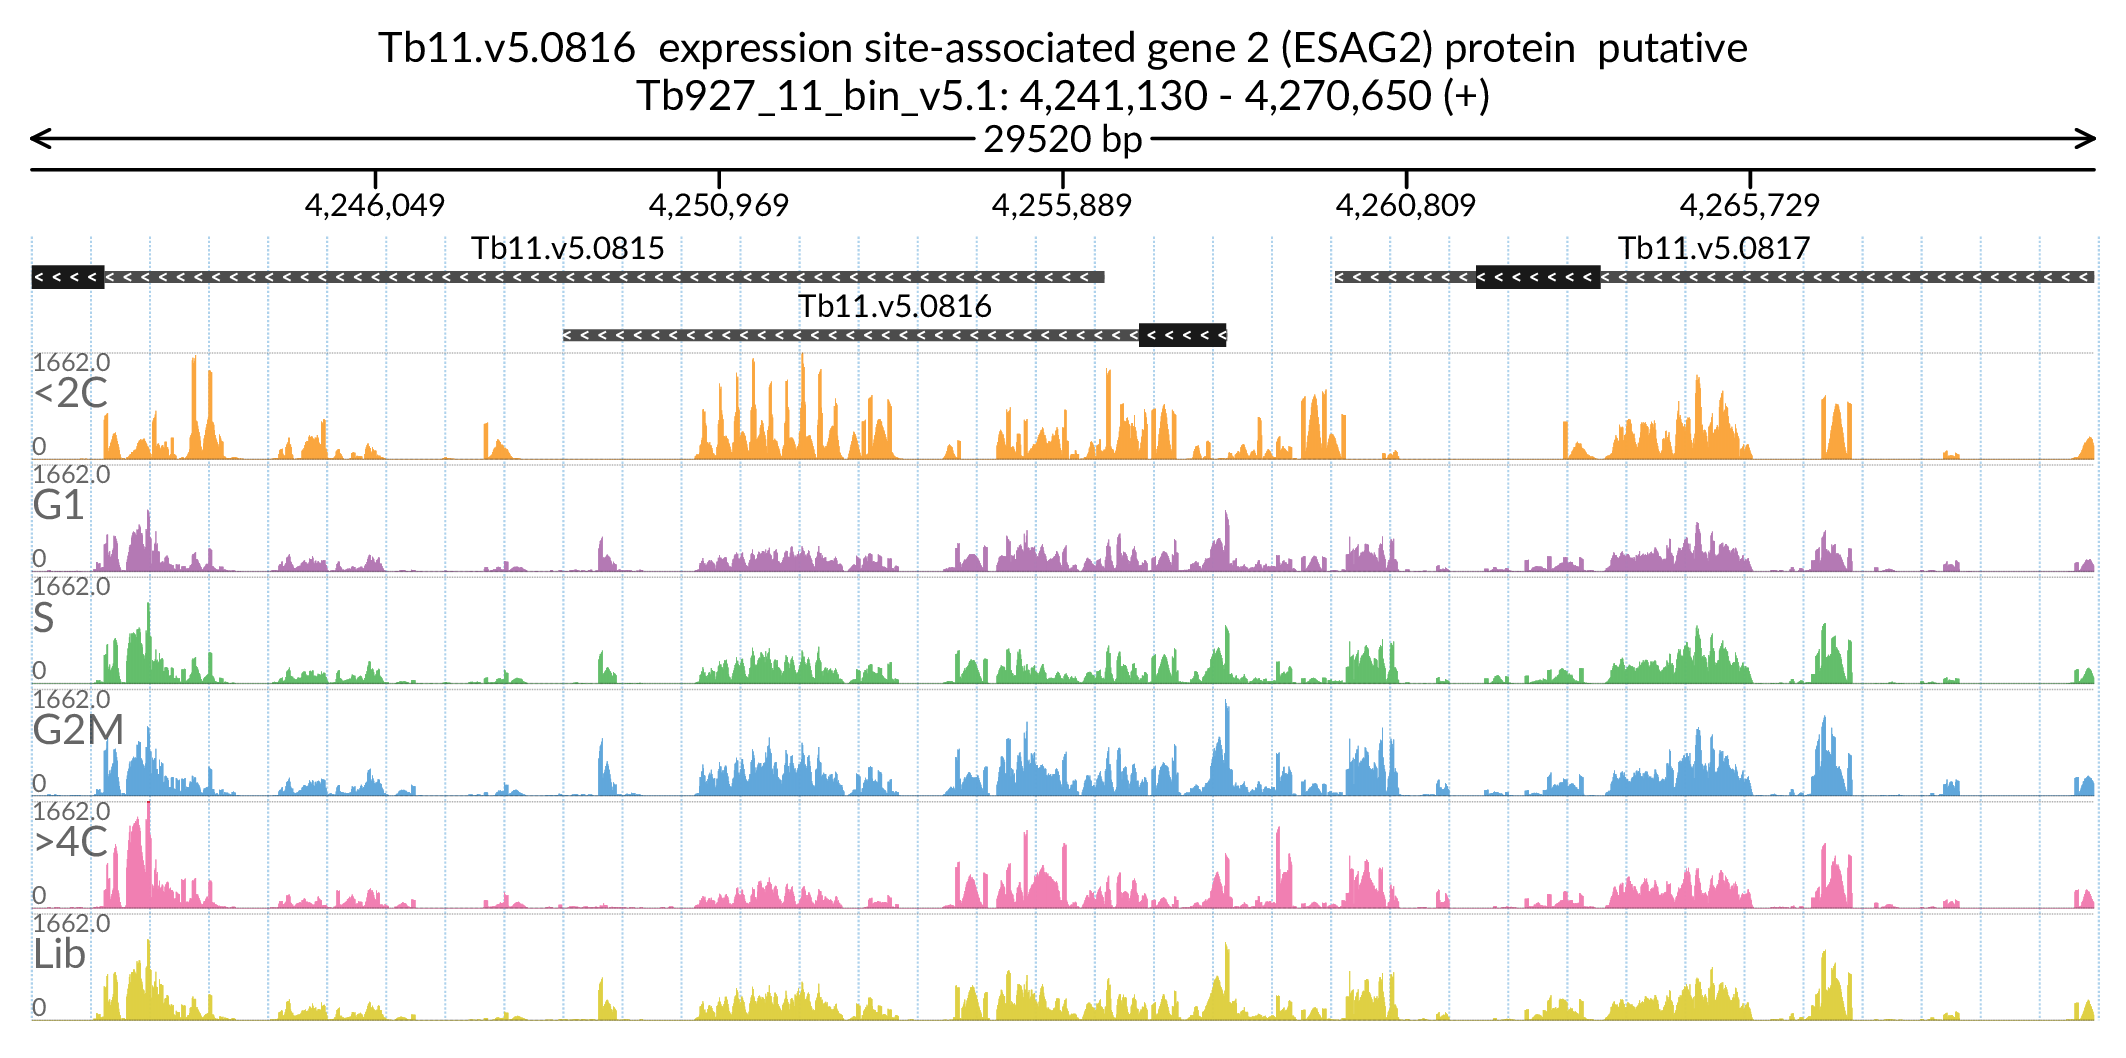 Tb11.v5.0816 expression site-associated gene 2 (ESAG2) protein putative
Tb927_11_bin_v5.1: 4,241,130 - 4,270,650 (+)
29520 bp
4,246,049 4,250,969 4,255,889 4,260,809 4,265,729
Tb11.v5.0815 Tb11.v5.0817
Tb11.v5.0816
1662.0
<2C
0
1662.0
G1
0
1662.0
S
0
1662.0
G2M
0
1662.0
>4C
0
1662.0
Lib
0